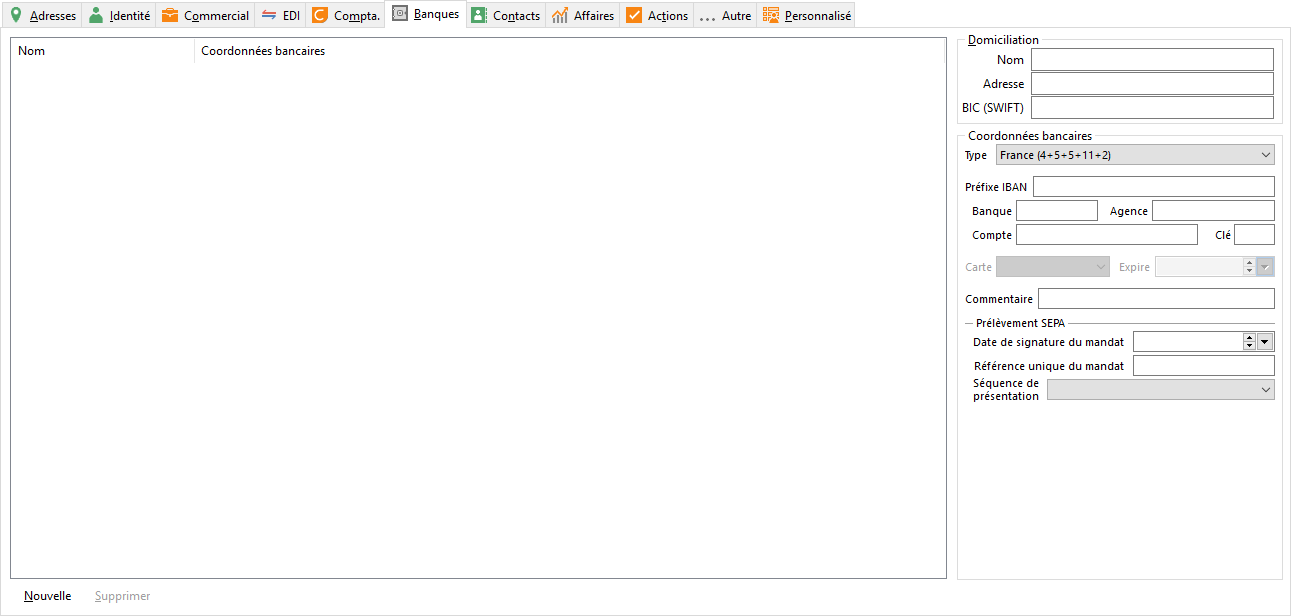 Adresses Identité Commercial EDI Compta. Banques Contacts Affaires Actions ... Autre Personnalisé
Nom Coordonnées bancaires
Domiciliation
Nom
Adresse
BIC (SWIFT)
Coordonnées bancaires
Type France (4+5+5+11+2)
Préfixe IBAN
Banque Agence
Compte Clé
Carte Expire
Commentaire
Prélèvement SEPA
Date de signature du mandat
Référence unique du mandat
Séquence de
présentation
Nouvelle Supprimer